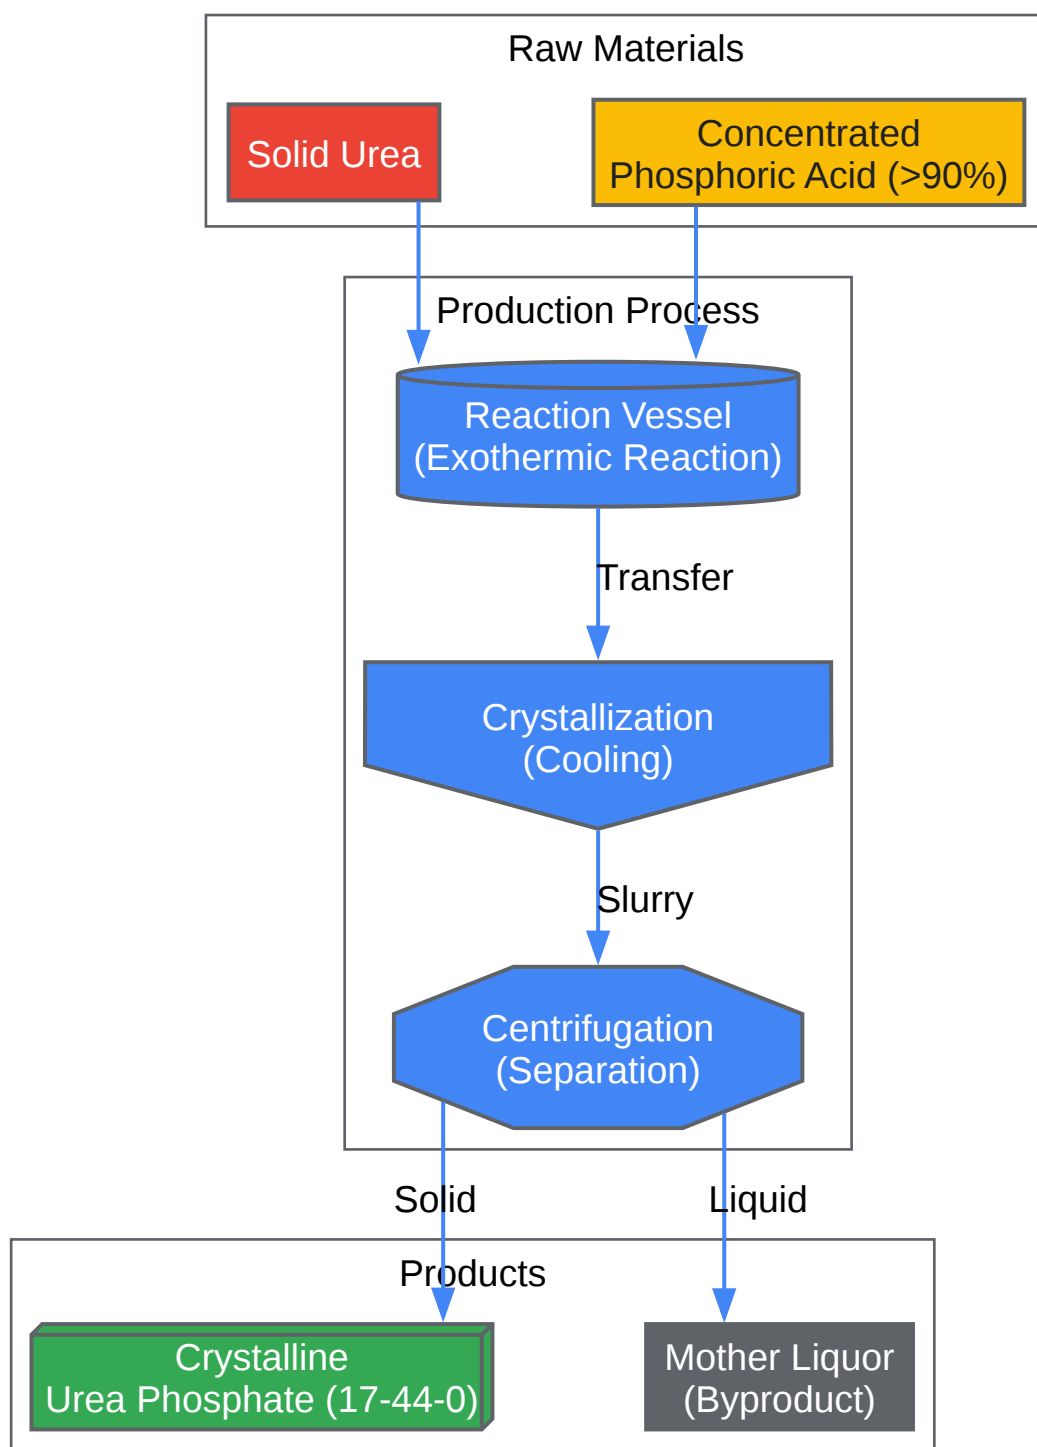 Raw Materials
Solid Urea
Concentrated
Phosphoric Acid (>90%)
Production Process
Reaction Vessel
(Exothermic Reaction)
Transfer
Crystallization
(Cooling)
Slurry
Centrifugation
(Separation)
Solid
Liquid
Products
Crystalline
Urea Phosphate (17-44-0)
Mother Liquor
(Byproduct)